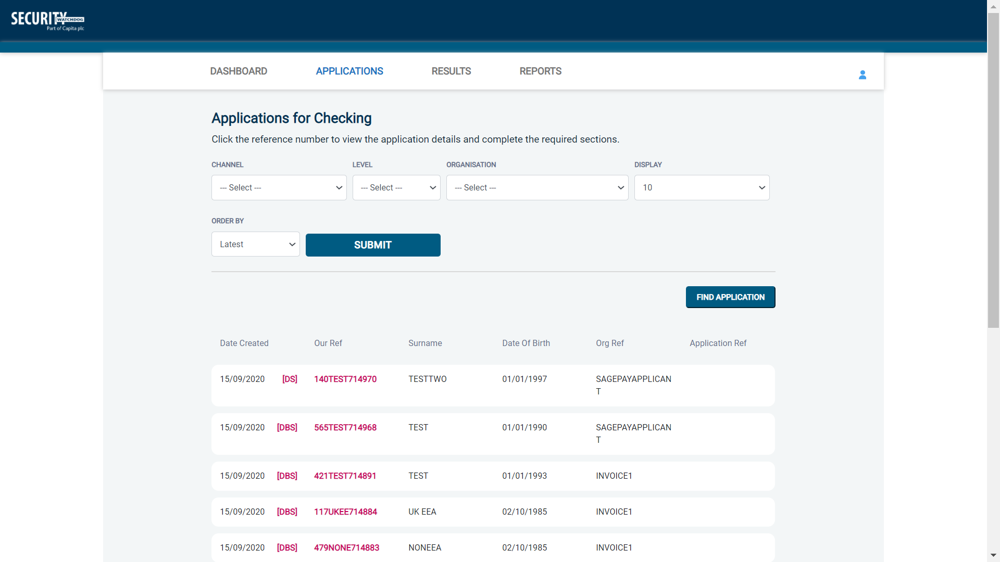 SECURITY
WATCHDOG
Part of Capita plc
DASHBOARD APPLICATIONS RESULTS REPORTS
Applications for Checking
Click the reference number to view the application details and complete the required sections.
CHANNEL LEVEL ORGANISATION DISPLAY
--- Select --- --- Select --- --- Select --- 10
ORDER BY
Latest SUBMIT
FIND APPLICATION
Date Created Our Ref Surname Date Of Birth Org Ref Application Ref
15/09/2020 [DS] 140TEST714970 TESTTWO 01/01/1997 SAGEPAYAPPLICAN
T
15/09/2020 [DBS] 565TEST714968 TEST 01/01/1990 SAGEPAYAPPLICAN
T
15/09/2020 [DBS] 421TEST714891 TEST 01/01/1993 INVOICE1
15/09/2020 [DBS] 117UKEE714884 UK EEA 02/10/1985 INVOICE1
15/09/2020 [DBS] 479NONE714883 NONEEA 02/10/1985 INVOICE1